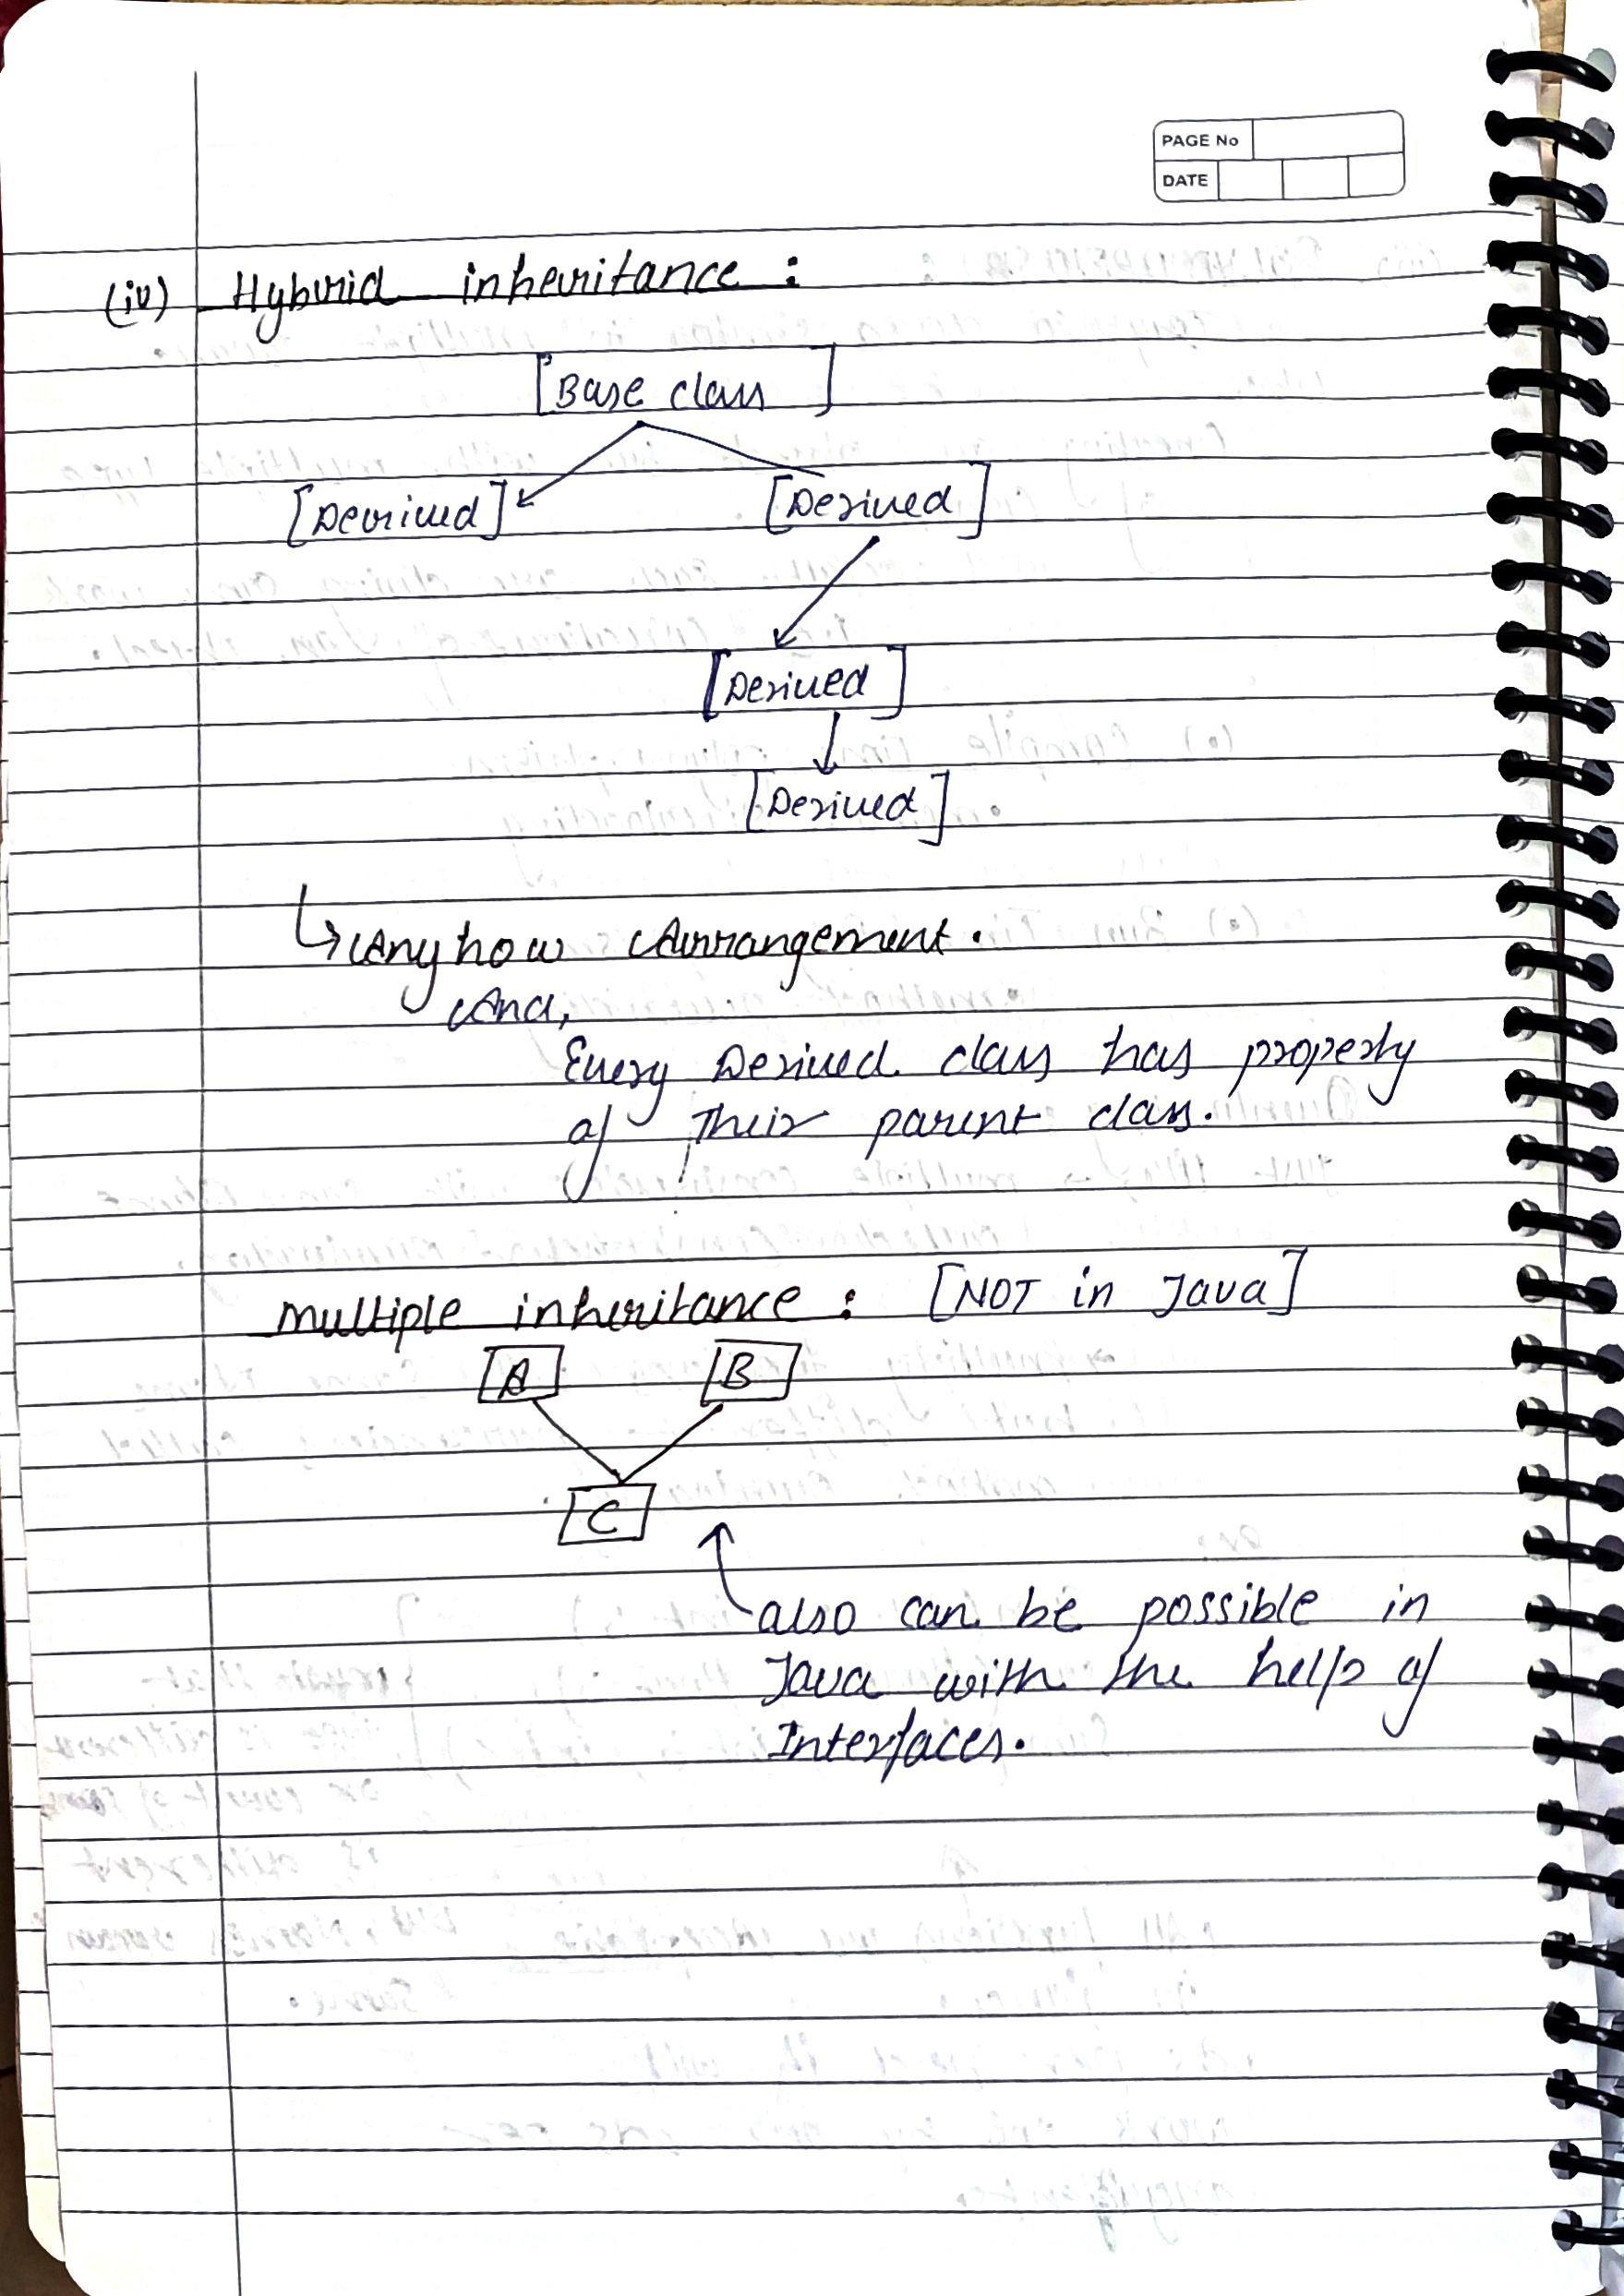 PAGE No
DATE
(iv) Hybrid inheritance :
[Base class]
[Derived] [Derived]
[Derived]
[Derived]
↳ Anyhow Arrangement.
And,
Every Derived class has property
of Their parent class.
multiple inheritance : [NOT in Java]
A B
C
also can be possible in
Java with the help of
Interfaces.